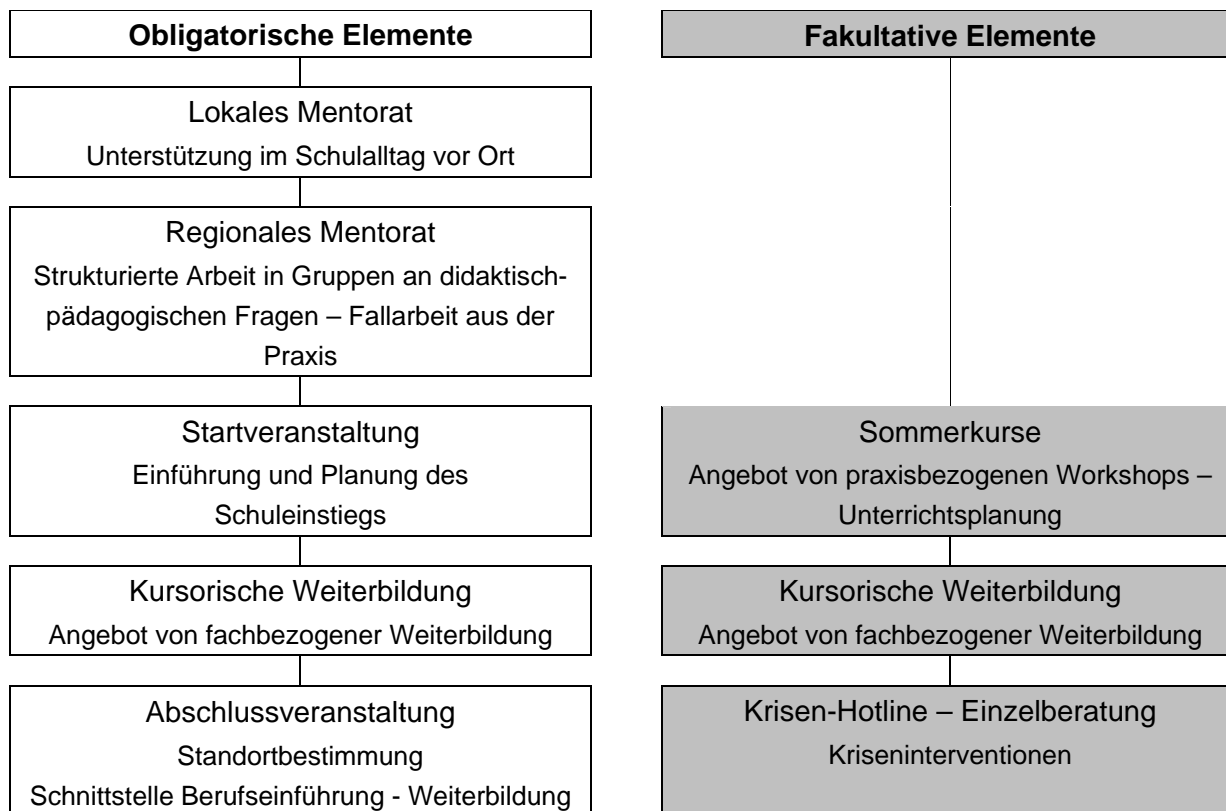 Obligatorische Elemente
Lokales Mentorat
Unterstützung im Schulalltag vor Ort
Regionales Mentorat
Strukturierte Arbeit in Gruppen an didaktisch-
pädagogischen Fragen – Fallarbeit aus der
Praxis
Startveranstaltung
Einführung und Planung des
Schuleinstiegs
Kursorische Weiterbildung
Angebot von fachbezogener Weiterbildung
Abschlussveranstaltung
Standortbestimmung
Schnittstelle Berufseinführung - Weiterbildung
Fakultative Elemente
Sommerkurse
Angebot von praxisbezogenen Workshops –
Unterrichtsplanung
Kursorische Weiterbildung
Angebot von fachbezogener Weiterbildung
Krisen-Hotline – Einzelberatung
Kriseninterventionen